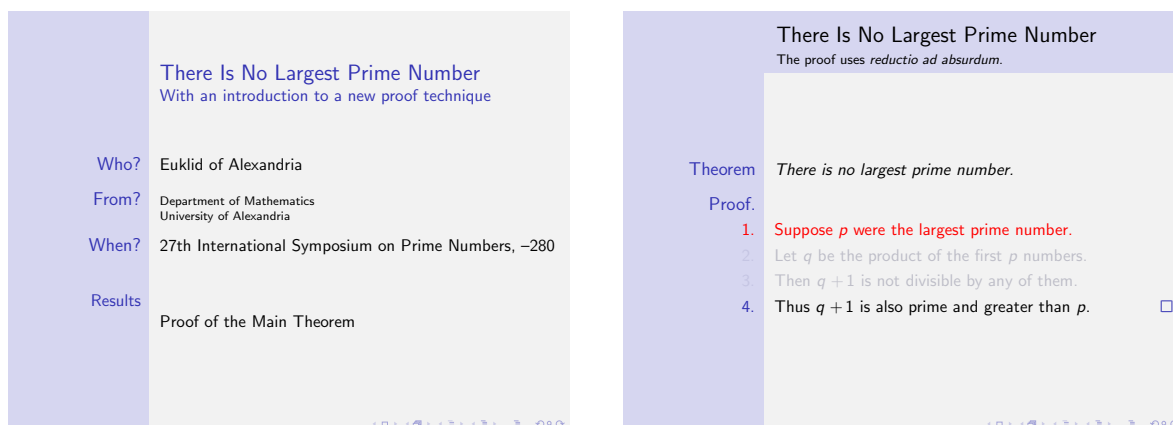 There Is No Largest Prime Number
With an introduction to a new proof technique
Who? Euklid of Alexandria
From? Department of Mathematics
University of Alexandria
When? 27th International Symposium on Prime Numbers, –280
Results
Proof of the Main Theorem
There Is No Largest Prime Number
The proof uses reductio ad absurdum.
Theorem There is no largest prime number.
Proof.
1. Suppose p were the largest prime number.
2. Let q be the product of the first p numbers.
3. Then q + 1 is not divisible by any of them.
4. Thus q + 1 is also prime and greater than p. □